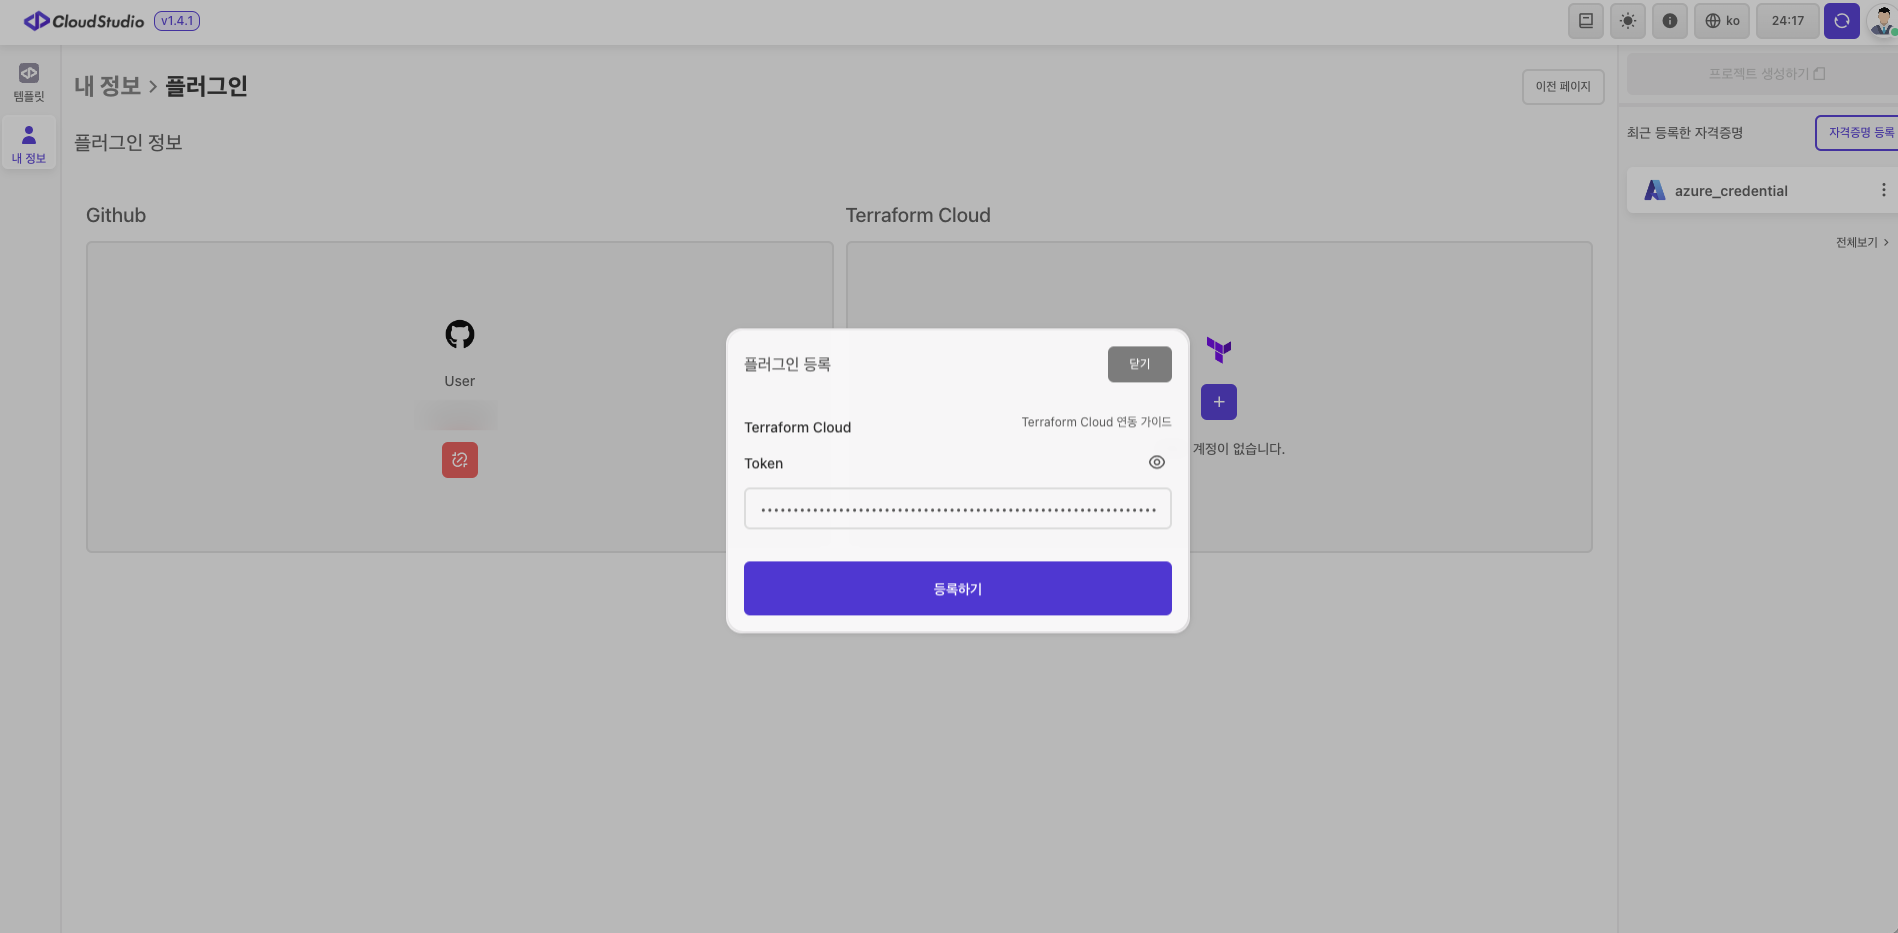 CloudStudio v1.4.1
ko
24:17
템플릿
내 정보
내 정보 > 플러그인
이전 페이지
플러그인 정보
Github
User
Terraform Cloud
계정이 없습니다.
플러그인 등록
닫기
Terraform Cloud
Terraform Cloud 연동 가이드
Token
등록하기
프로젝트 생성하기
최근 등록한 자격증명
자격증명 등록
azure_credential
전체보기 >